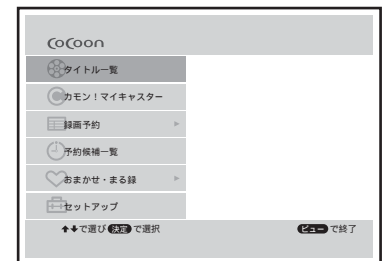 CoCoon
タイトル一覧
カモン！マイキャスター
録画予約
予約候補一覧
おまかせ・まる録
セットアップ
↑↓で選び 決定 で選択 ビュー で終了